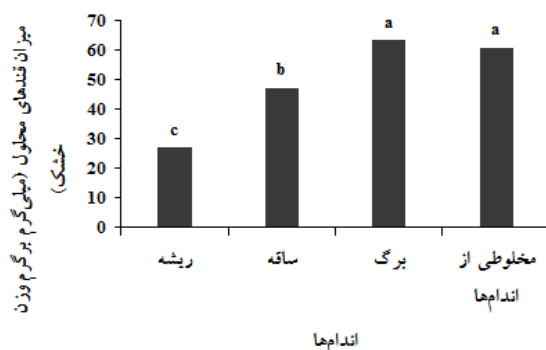 میزان قندهای محلول (میلی‌گرم برگرم وزن
خشک)
70
60
50
40
30
20
10
0
c
b
a
a
ریشه
ساقه
برگ
مخلوطی از
اندام‌ها
اندام‌ها